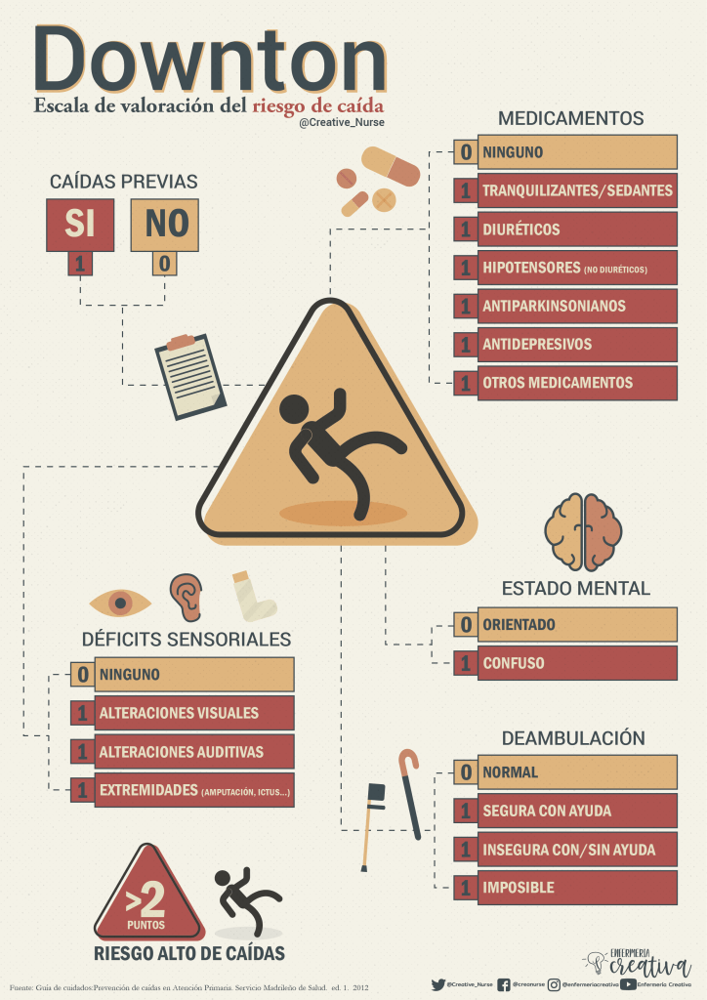 Downton
Escala de valoración del riesgo de caída
@Creative_Nurse
CAÍDAS PREVIAS
SI
NO
1
0
MEDICAMENTOS
0 NINGUNO
1 TRANQUILIZANTES/SEDANTES
1 DIURÉTICOS
1 HIPOTENSORES (NO DIURÉTICOS)
1 ANTIPARKINSONIANOS
1 ANTIDEPRESIVOS
1 OTROS MEDICAMENTOS
ESTADO MENTAL
0 ORIENTADO
1 CONFUSO
DÉFICITS SENSORIALES
0 NINGUNO
1 ALTERACIONES VISUALES
1 ALTERACIONES AUDITIVAS
1 EXTREMIDADES (AMPUTACIÓN, ICTUS...)
DEAMBULACIÓN
0 NORMAL
1 SEGURA CON AYUDA
1 INSEGURA CON/SIN AYUDA
1 IMPOSIBLE
>2
PUNTOS
RIESGO ALTO DE CAÍDAS
ENFERMERÍA
creativa
Fuente: Guía de cuidados:Prevención de caídas en Atención Primaria. Servicio Madrileño de Salud. ed. 1. 2012
@Creative_Nurse @creanurse @enfermeriacreativa Enfermería Creativa